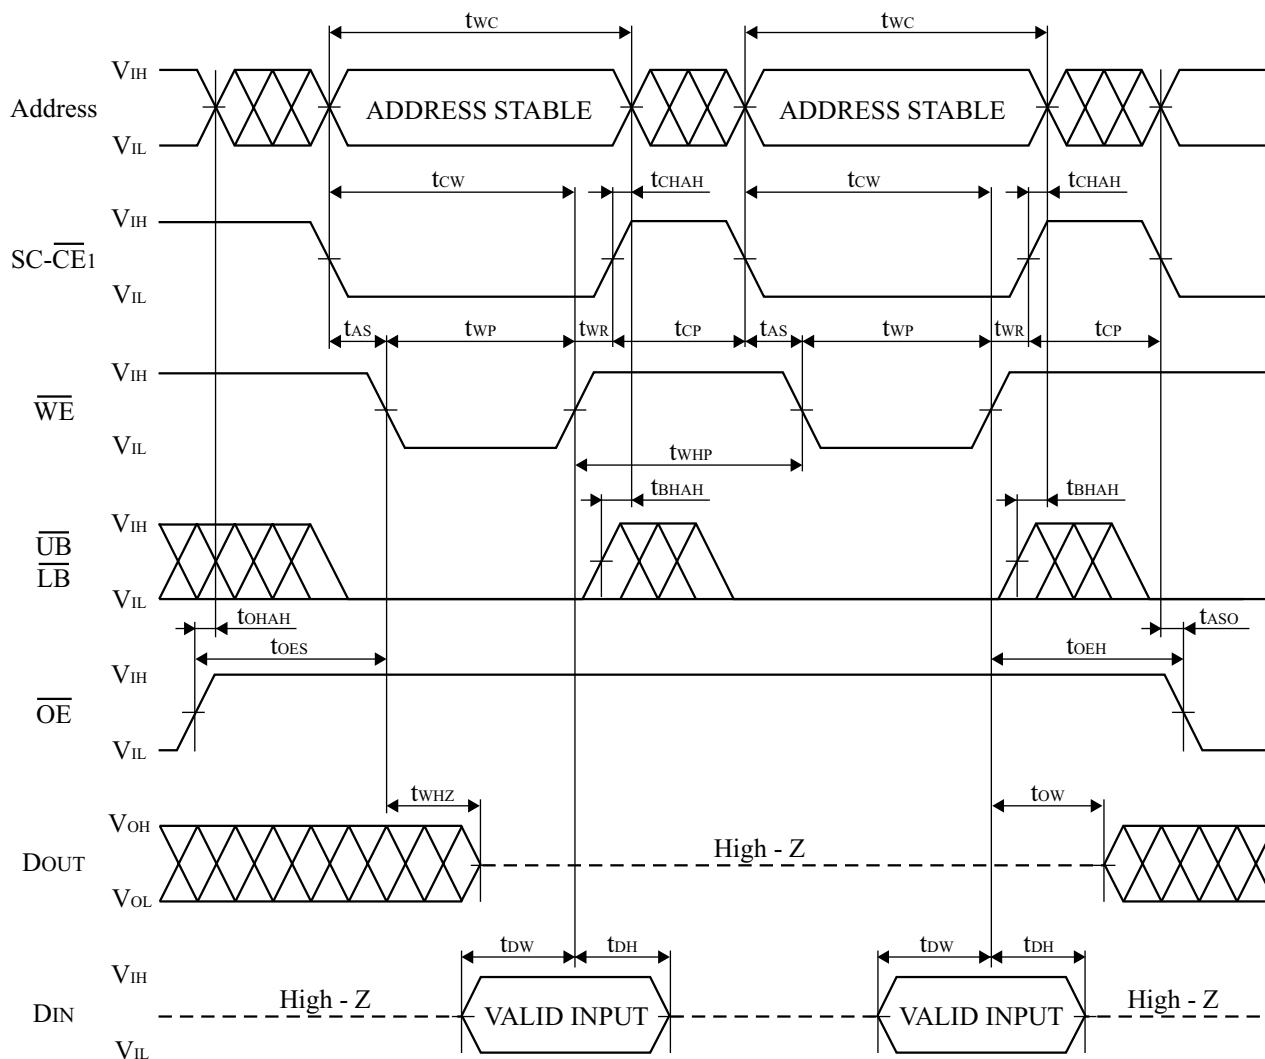 tWC tWC
VIH
Address ADDRESS STABLE ADDRESS STABLE
VIL
tCW tCHAH tCW tCHAH
VIH
SC-CE1
VIL
tAS tWP tWR tCP tAS tWP tWR tCP
VIH
WE
VIL
tWHP
tBHAH tBHAH
VIH
UB
LB
VIL
tOHAH tASO
tOES tOEH
VIH
OE
VIL
tWHZ tOW
VOH
DOUT High - Z
VOL
tDW tDH tDW tDH
VIH
High - Z High - Z
DIN VALID INPUT VALID INPUT
VIL